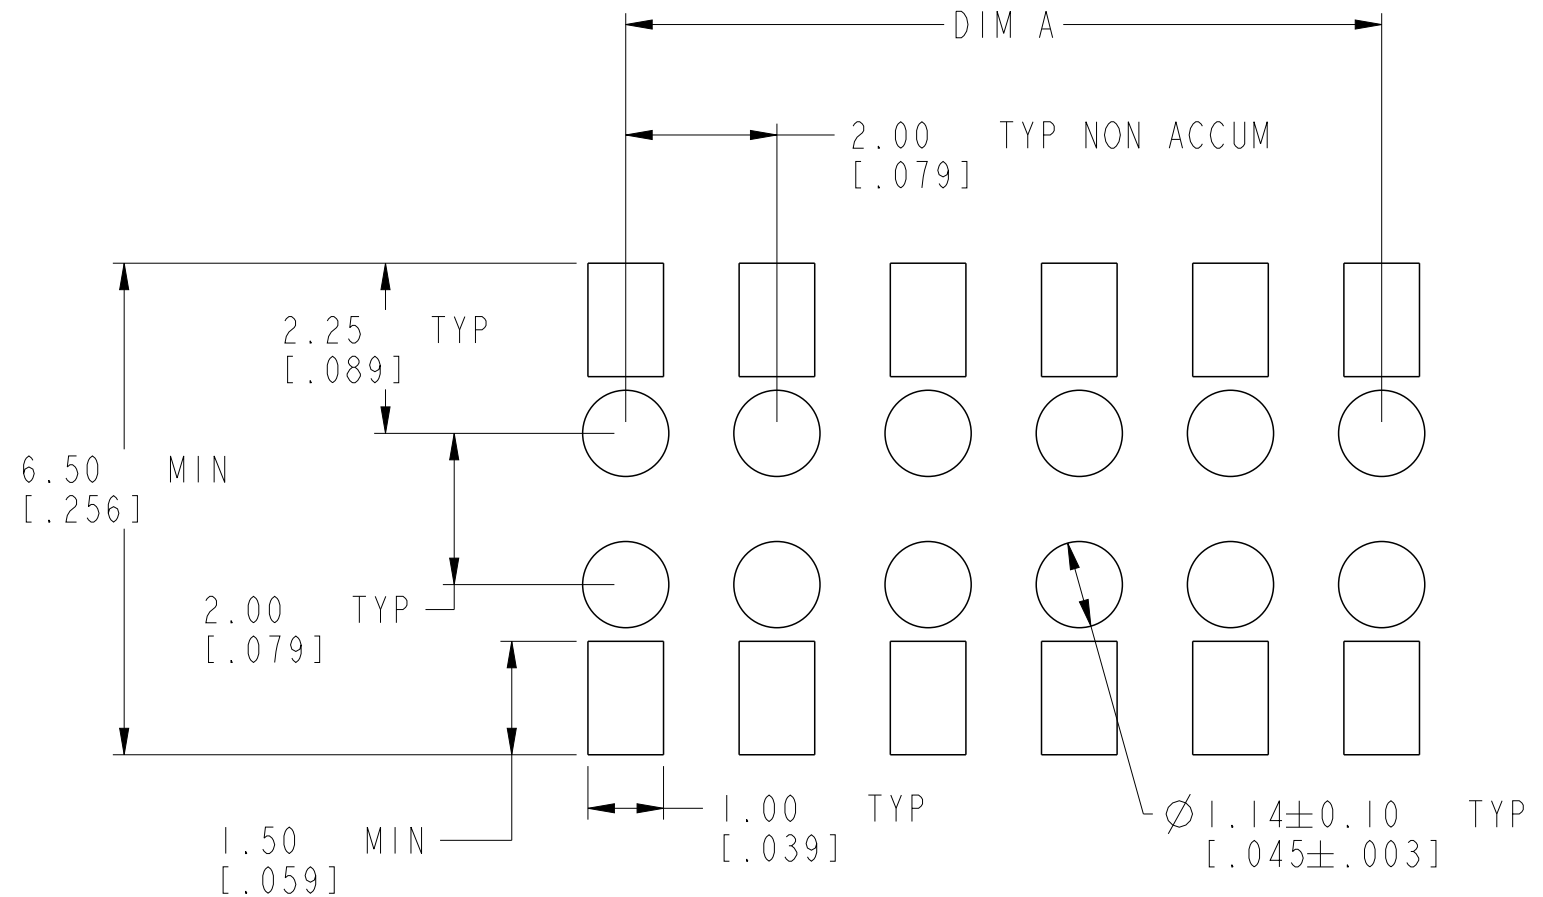 DIM A
2.00 TYP NON ACCUM
[.079]
2.25 TYP
[.089]
6.50 MIN
[.256]
2.00 TYP
[.079]
1.00 TYP
[.039]
Ø1.14±0.10 TYP
[.045±.003]
1.50 MIN
[.059]